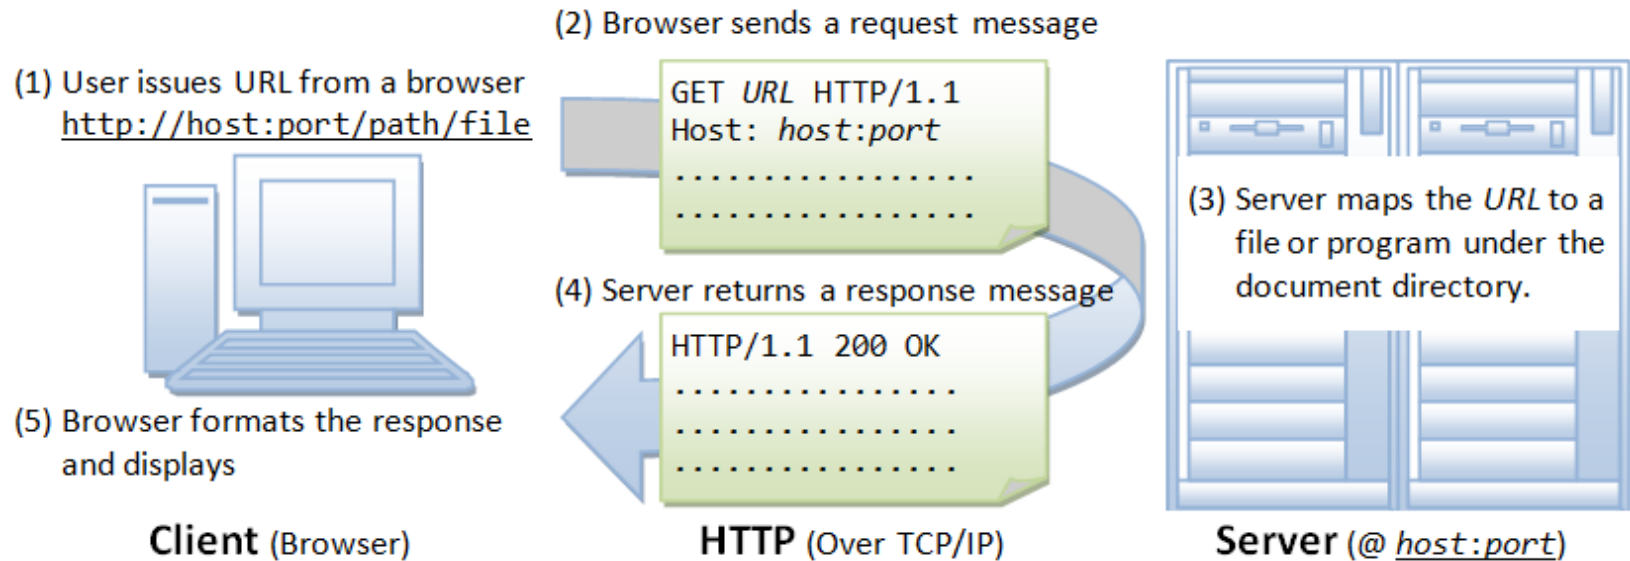 (2) Browser sends a request message
(1) User issues URL from a browser
http://host:port/path/file
GET URL HTTP/1.1
Host: host:port
..................
..................
(3) Server maps the URL to a
file or program under the
document directory.
(4) Server returns a response message
HTTP/1.1 200 OK
.................
.................
.................
(5) Browser formats the response
and displays
Client (Browser)
HTTP (Over TCP/IP)
Server (@ host:port)